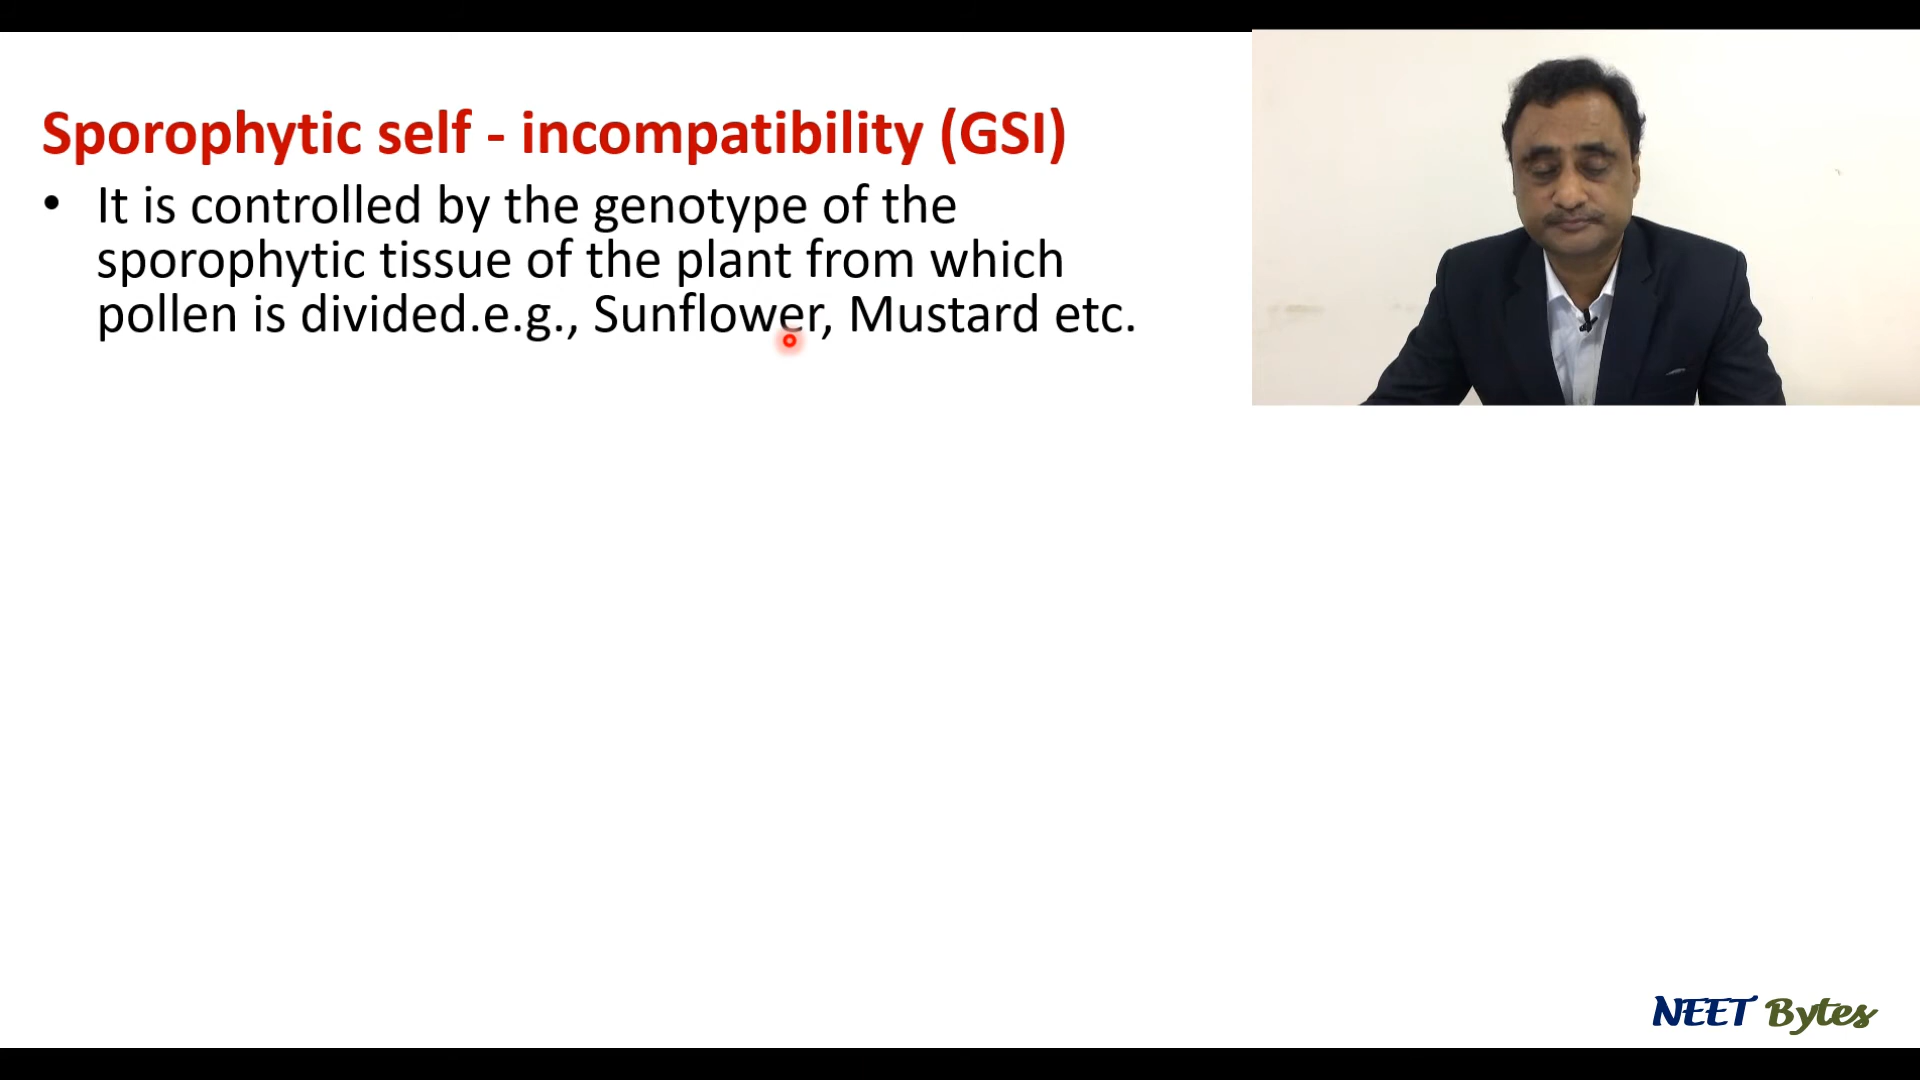 Sporophytic self - incompatibility (GSI)
• It is controlled by the genotype of the
sporophytic tissue of the plant from which
pollen is divided.e.g., Sunflower, Mustard etc.
NEET Bytes